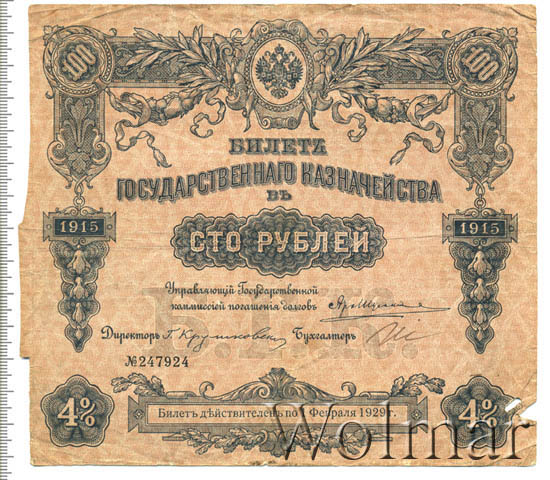 100 100
БИЛЕТЪ
ГОСУДАРСТВЕННАГО КАЗНАЧЕЙСТВА
ВЪ
1915 СТО РУБЛЕЙ 1915
Управляющій Государственной
коммиссіей погашенія долговъ
Директоръ Бухгалтеръ
№247924
4% 4%
Билетъ дѣйствителенъ по 1 Февраля 1929 г.
Wolmar